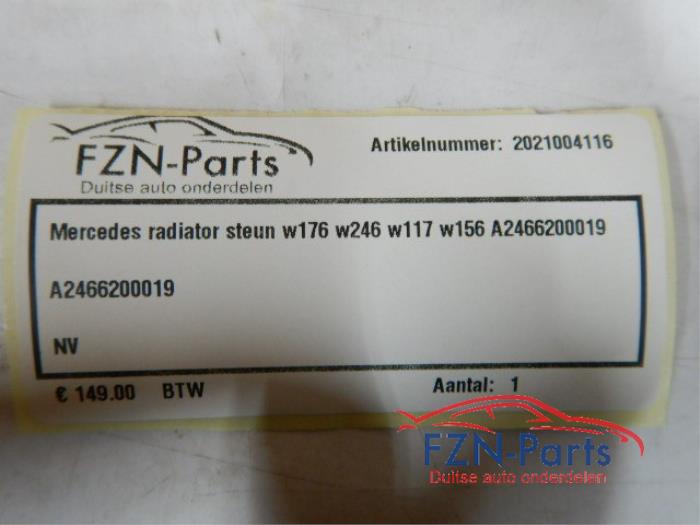 FZN-Parts
Duitse auto onderdelen
Artikelnummer: 2021004116
Mercedes radiator steun w176 w246 w117 w156 A2466200019
A2466200019
NV
€ 149.00 BTW
Aantal: 1
FZN-Parts
Duitse auto onderdelen